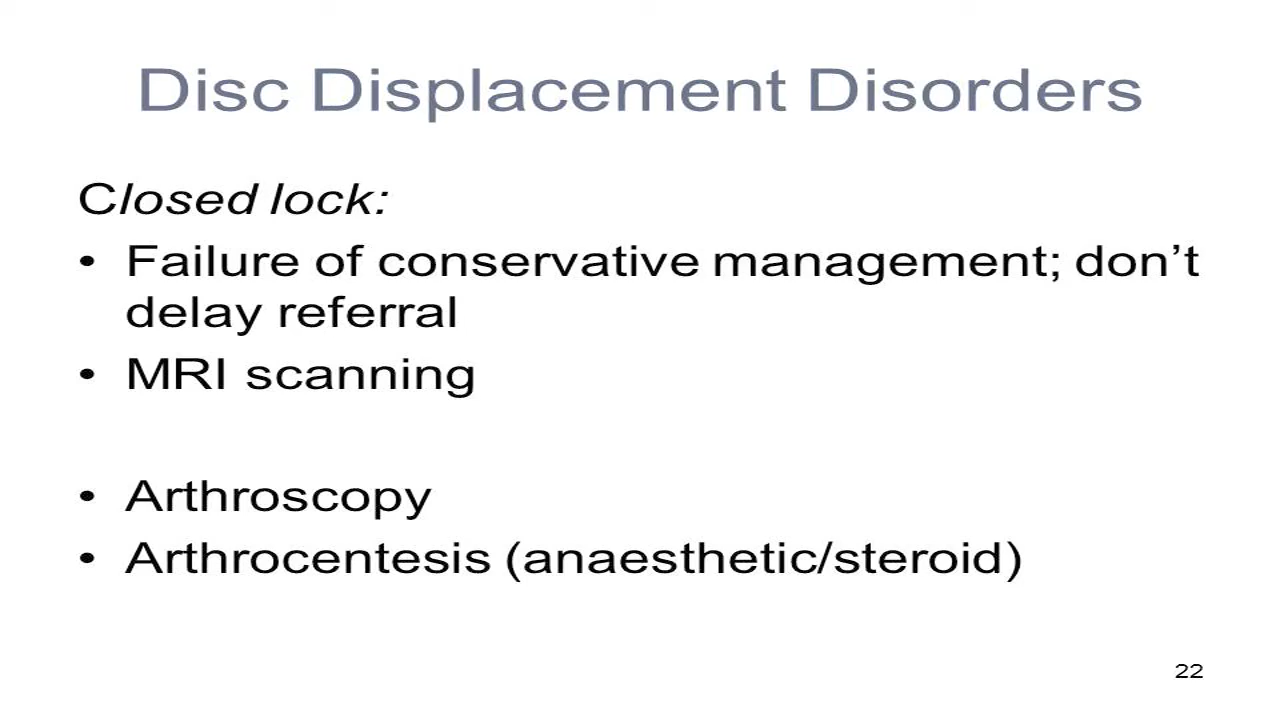 Disc Displacement Disorders
Closed lock:
• Failure of conservative management; don’t
delay referral
• MRI scanning
• Arthroscopy
• Arthrocentesis (anaesthetic/steroid)
22